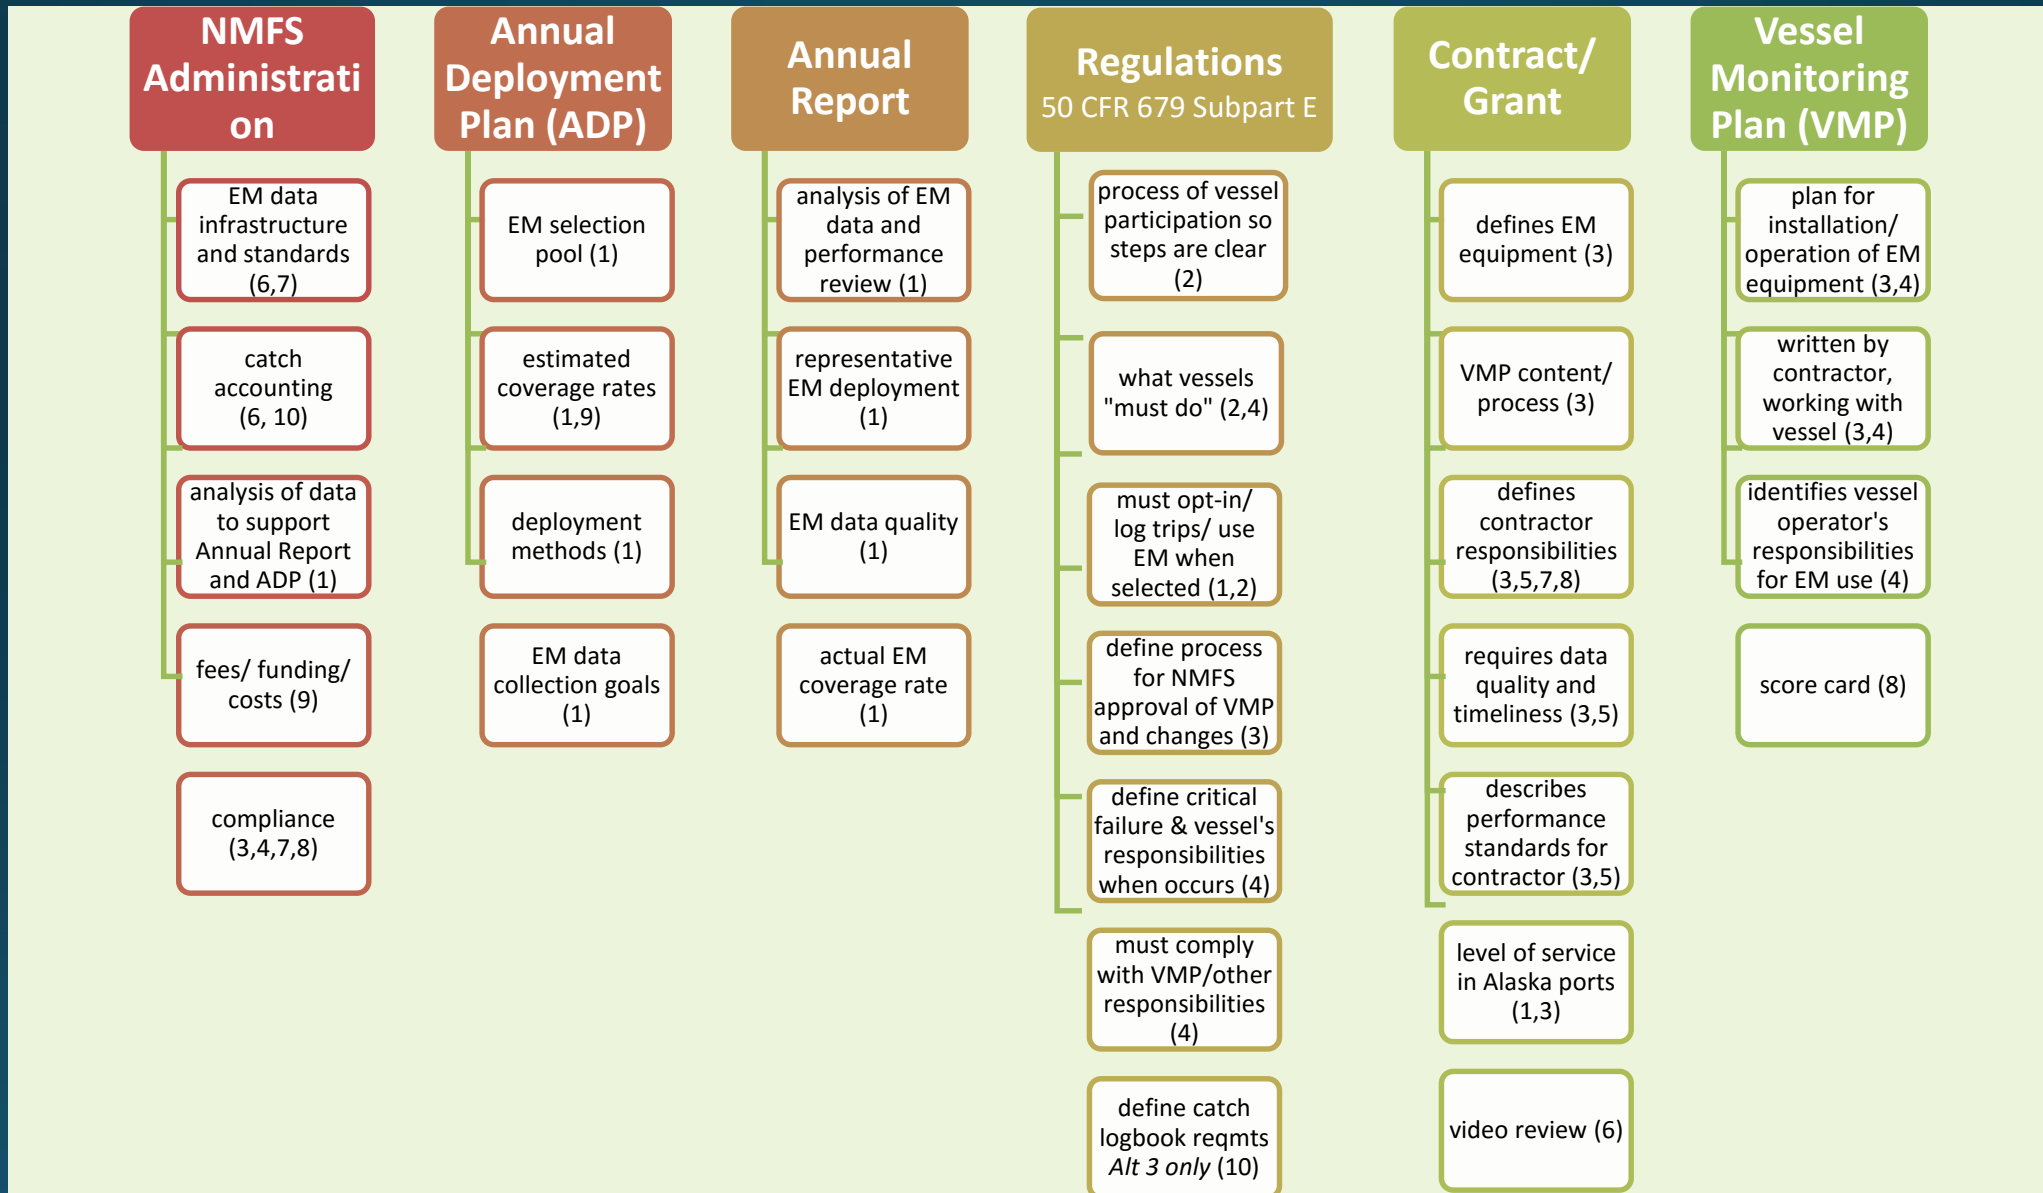 NMFS
Administrati
on
EM data
infrastructure
and standards
(6,7)
catch
accounting
(6, 10)
analysis of data
to support
Annual Report
and ADP (1)
fees/ funding/
costs (9)
compliance
(3,4,7,8)
Annual
Deployment
Plan (ADP)
EM selection
pool (1)
estimated
coverage rates
(1,9)
deployment
methods (1)
EM data
collection goals
(1)
Annual
Report
analysis of EM
data and
performance
review (1)
representative
EM deployment
(1)
EM data quality
(1)
actual EM
coverage rate
(1)
Regulations
50 CFR 679 Subpart E
process of vessel
participation so
steps are clear
(2)
what vessels
"must do" (2,4)
must opt-in/
log trips/ use
EM when
selected (1,2)
define process
for NMFS
approval of VMP
and changes (3)
define critical
failure & vessel's
responsibilities
when occurs (4)
must comply
with VMP/other
responsibilities
(4)
define catch
logbook reqmts
Alt 3 only (10)
Contract/
Grant
defines EM
equipment (3)
VMP content/
process (3)
defines
contractor
responsibilities
(3,5,7,8)
requires data
quality and
timeliness (3,5)
describes
performance
standards for
contractor (3,5)
level of service
in Alaska ports
(1,3)
video review (6)
Vessel
Monitoring
Plan (VMP)
plan for
installation/
operation of EM
equipment (3,4)
written by
contractor,
working with
vessel (3,4)
identifies vessel
operator's
responsibilities
for EM use (4)
score card (8)